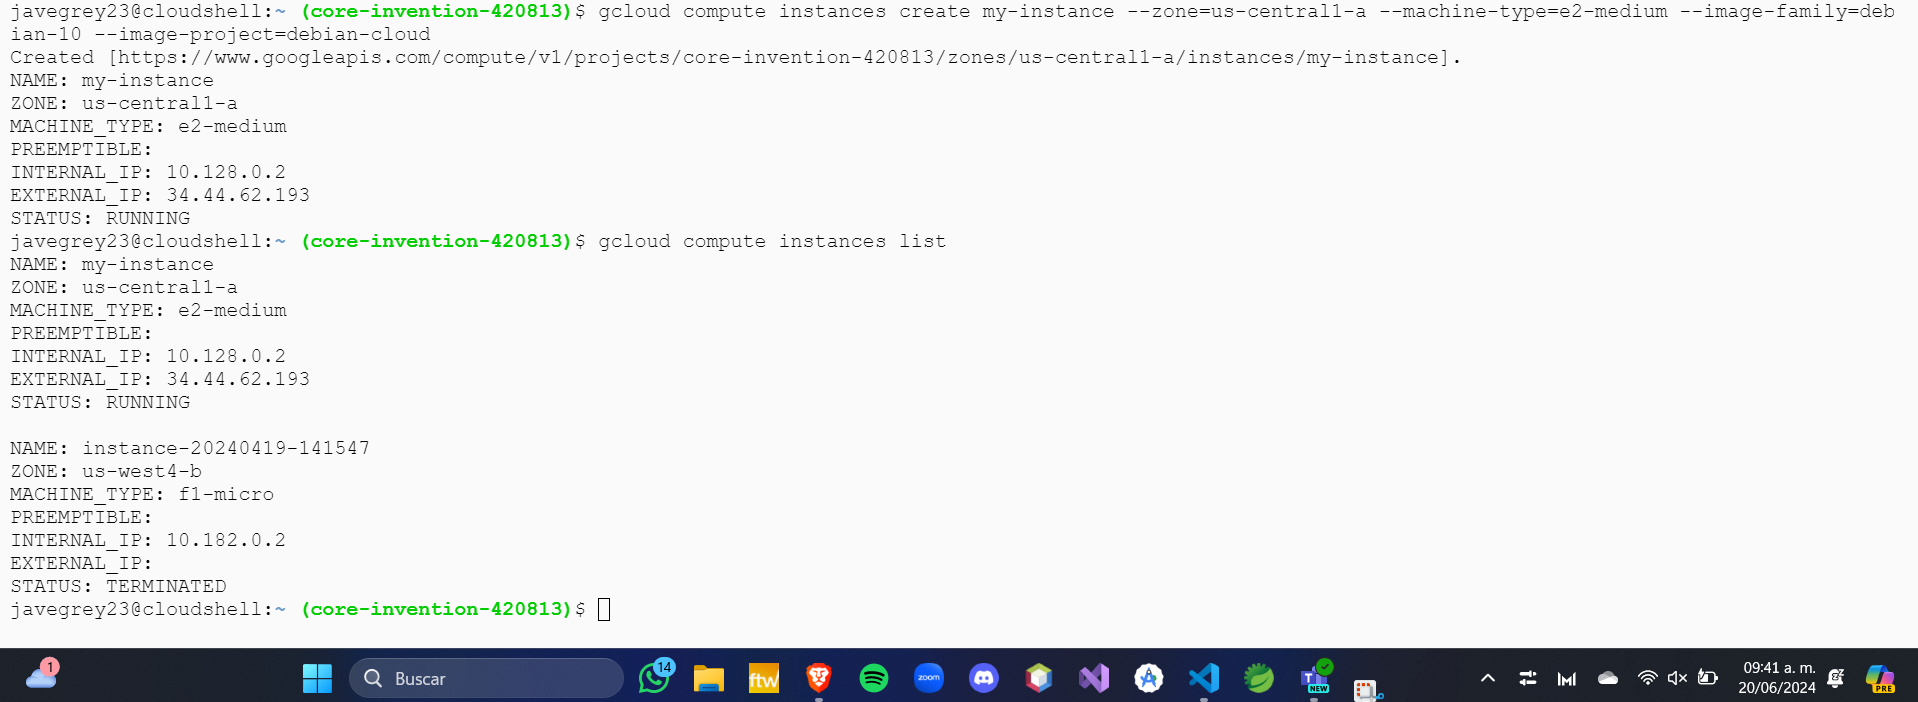 javegrey23@cloudshell:~ (core-invention-420813)$ gcloud compute instances create my-instance --zone=us-central1-a --machine-type=e2-medium --image-family=deb
ian-10 --image-project=debian-cloud
Created [https://www.googleapis.com/compute/v1/projects/core-invention-420813/zones/us-central1-a/instances/my-instance].
NAME: my-instance
ZONE: us-central1-a
MACHINE_TYPE: e2-medium
PREEMPTIBLE:
INTERNAL_IP: 10.128.0.2
EXTERNAL_IP: 34.44.62.193
STATUS: RUNNING
javegrey23@cloudshell:~ (core-invention-420813)$ gcloud compute instances list
NAME: my-instance
ZONE: us-central1-a
MACHINE_TYPE: e2-medium
PREEMPTIBLE:
INTERNAL_IP: 10.128.0.2
EXTERNAL_IP: 34.44.62.193
STATUS: RUNNING
NAME: instance-20240419-141547
ZONE: us-west4-b
MACHINE_TYPE: f1-micro
PREEMPTIBLE:
INTERNAL_IP: 10.182.0.2
EXTERNAL_IP:
STATUS: TERMINATED
javegrey23@cloudshell:~ (core-invention-420813)$
1
Buscar
14
ftw
zoom
NEW
09:41 a. m.
20/06/2024
PRE